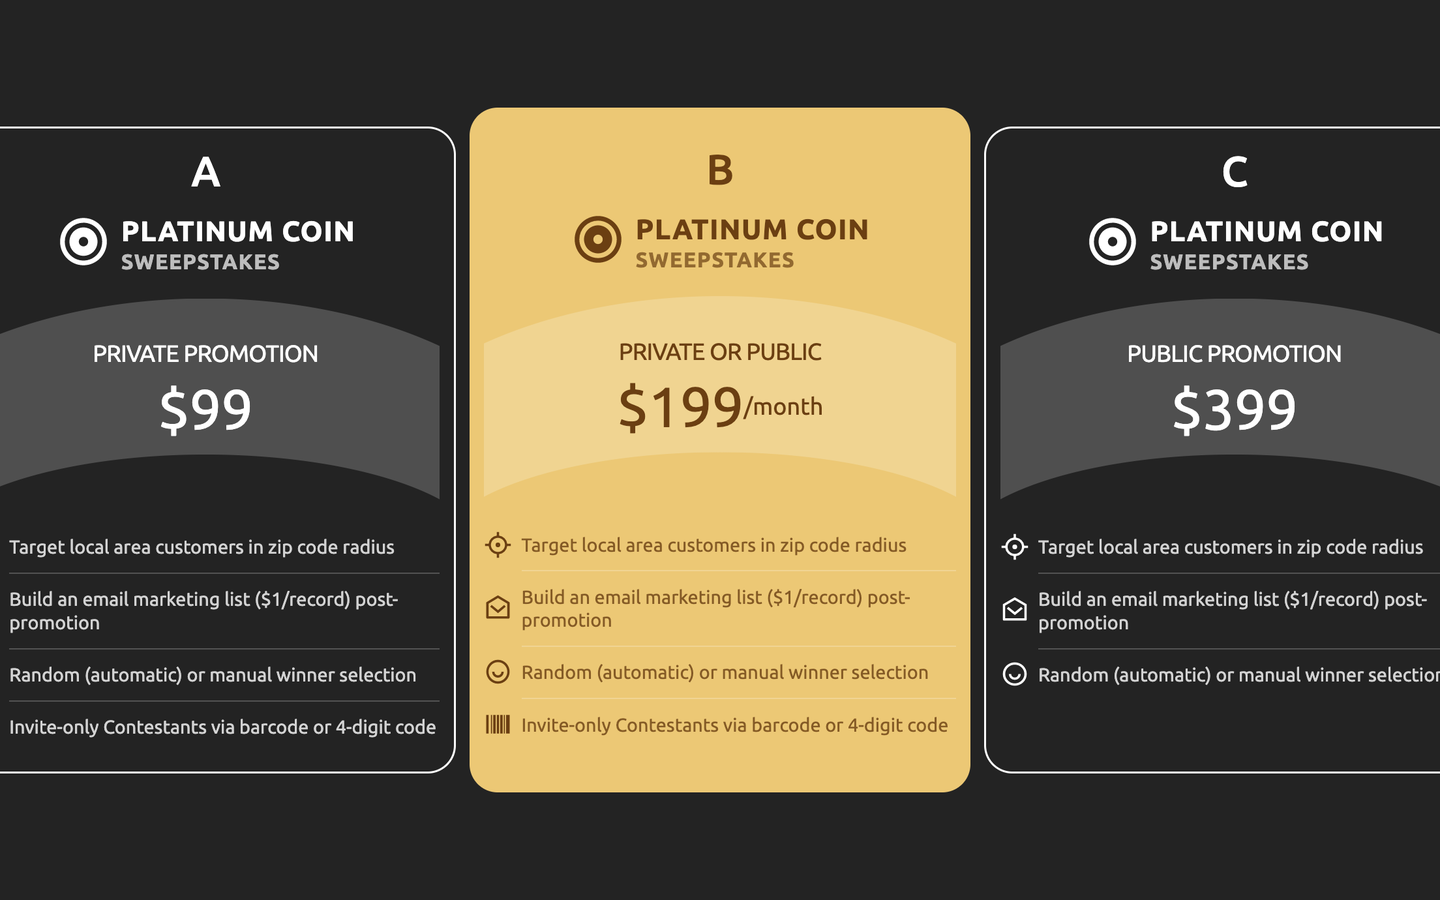 A
PLATINUM COIN
SWEEPSTAKES
PRIVATE PROMOTION
$99
Target local area customers in zip code radius
Build an email marketing list ($1/record) post-
promotion
Random (automatic) or manual winner selection
Invite-only Contestants via barcode or 4-digit code
B
PLATINUM COIN
SWEEPSTAKES
PRIVATE OR PUBLIC
$199/month
Target local area customers in zip code radius
Build an email marketing list ($1/record) post-
promotion
Random (automatic) or manual winner selection
Invite-only Contestants via barcode or 4-digit code
C
PLATINUM COIN
SWEEPSTAKES
PUBLIC PROMOTION
$399
Target local area customers in zip code radius
Build an email marketing list ($1/record) post-
promotion
Random (automatic) or manual winner selection